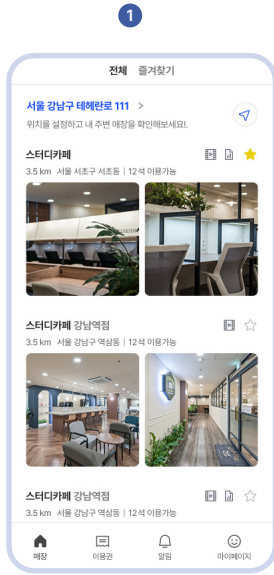 1
전체 즐겨찾기
서울 강남구 테헤란로 111 >
위치를 설정하고 내 주변 매장을 확인해보세요!.
스터디카페
3.5 km 서울 서초구 서초동 | 12석 이용가능
스터디카페 강남역점
3.5 km 서울 강남구 역삼동 | 12석 이용가능
스터디카페 강남역점
3.5 km 서울 강남구 역삼동 | 12석 이용가능
매장 이용권 알림 마이페이지